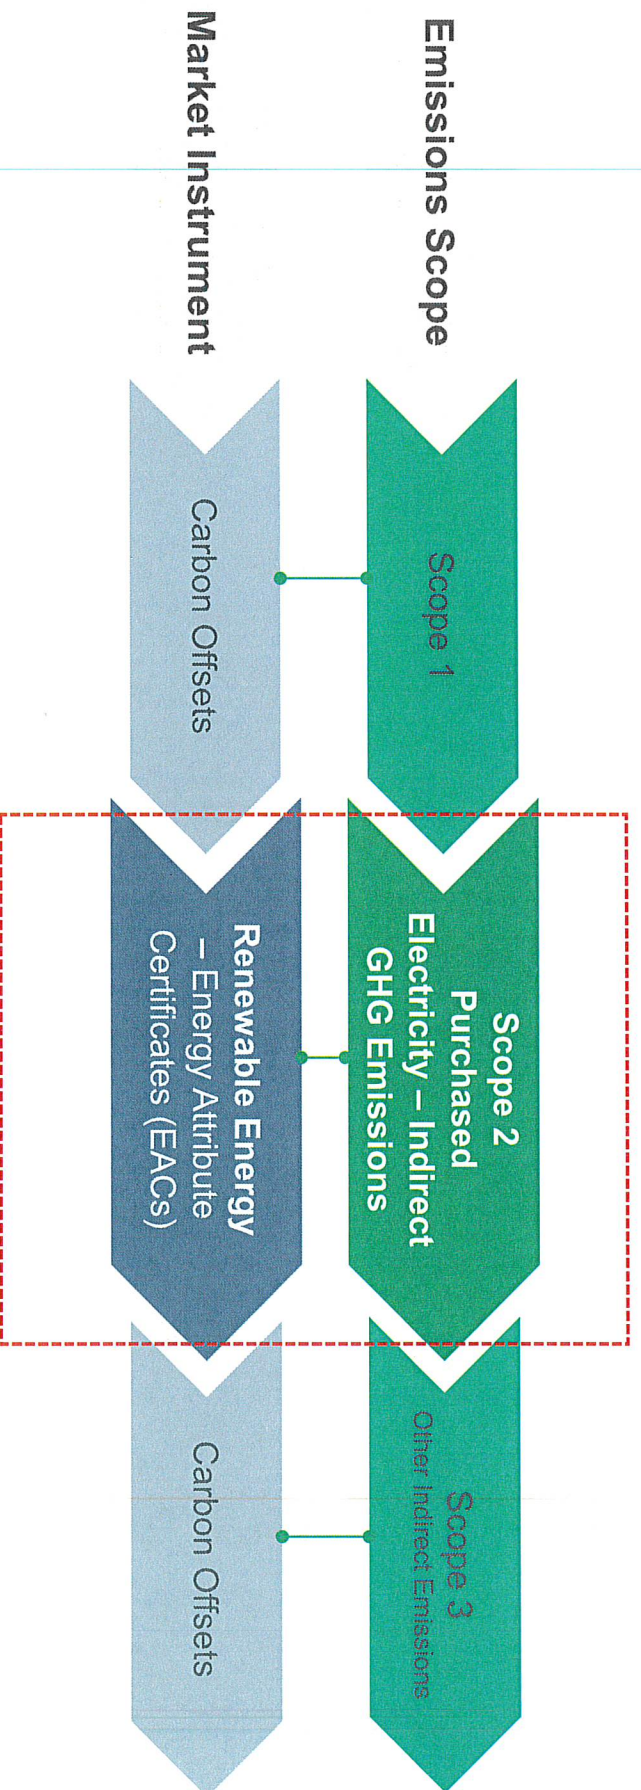 Emissions Scope
Scope 1
Scope 2
Purchased
Electricity – Indirect
GHG Emissions
Scope 3
Other Indirect Emissions
Market Instrument
Carbon Offsets
Renewable Energy
– Energy Attribute
Certificates (EACs)
Carbon Offsets